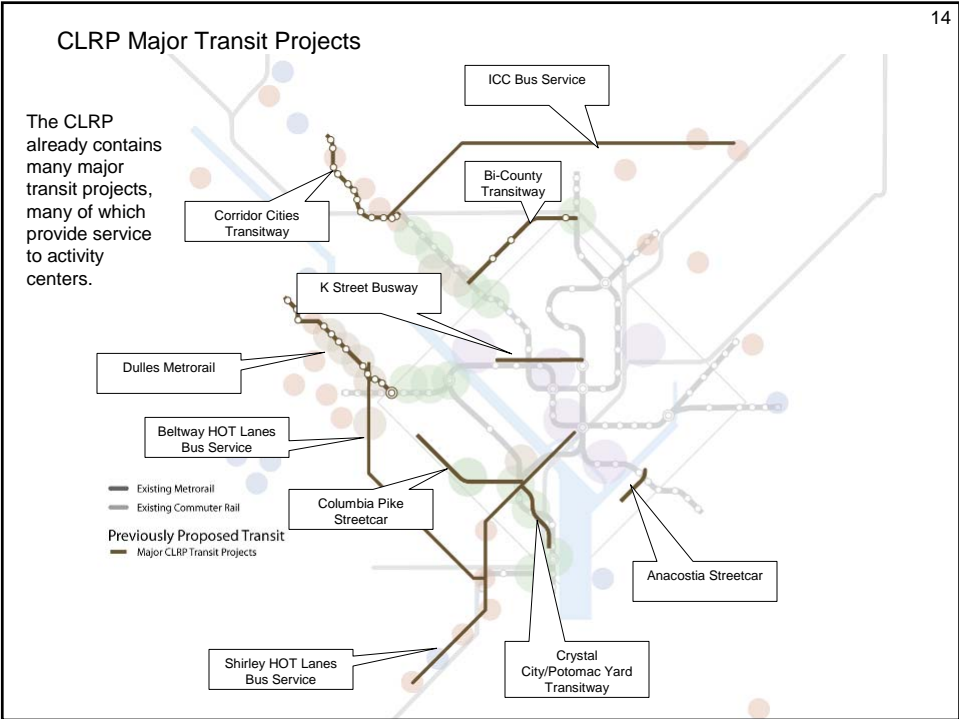 14
CLRP Major Transit Projects
The CLRP
already contains
many major
transit projects,
many of which
provide service
to activity
centers.
ICC Bus Service
Bi-County
Transitway
Corridor Cities
Transitway
K Street Busway
Dulles Metrorail
Beltway HOT Lanes
Bus Service
Existing Metrorail
Existing Commuter Rail
Previously Proposed Transit
Major CLRP Transit Projects
Columbia Pike
Streetcar
Anacostia Streetcar
Shirley HOT Lanes
Bus Service
Crystal
City/Potomac Yard
Transitway